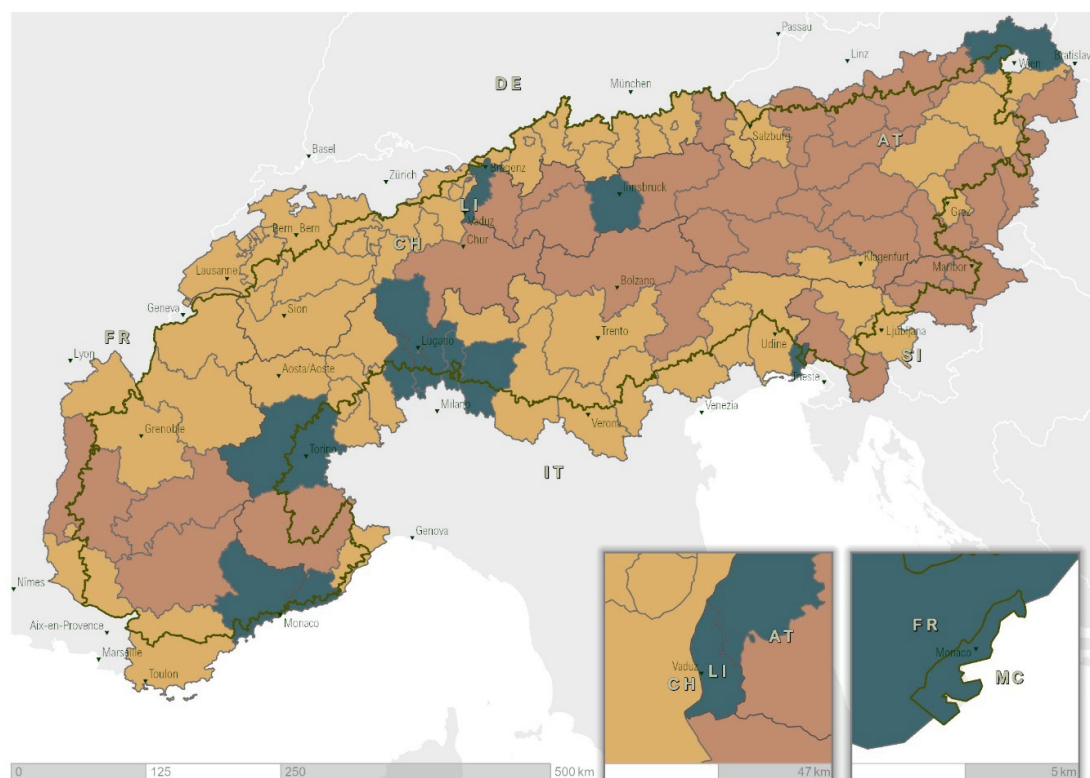 Passau
Linz
Wien
Bratislav
DE
München
Salzburg
AT
Basel
Zürich
Bregenz
Innsbruck
LI
Vaduz
Graz
Bern Bern
CH
Chur
Klagenfurt
Lausanne
Maribor
Bolzano
Geneva
Sion
FR
Lugano
Trento
Udine
Ljubljana
SI
Lyon
Aosta/Aoste
Trieste
Milano
Verona
Venezia
Grenoble
Torino
IT
Genova
Nîmes
Monaco
Aix-en-Provence
Marseille
Toulon
AT
Vaduz
LI
CH
FR
Monaco
MC
0 125 250 500 km
47 km
5 km